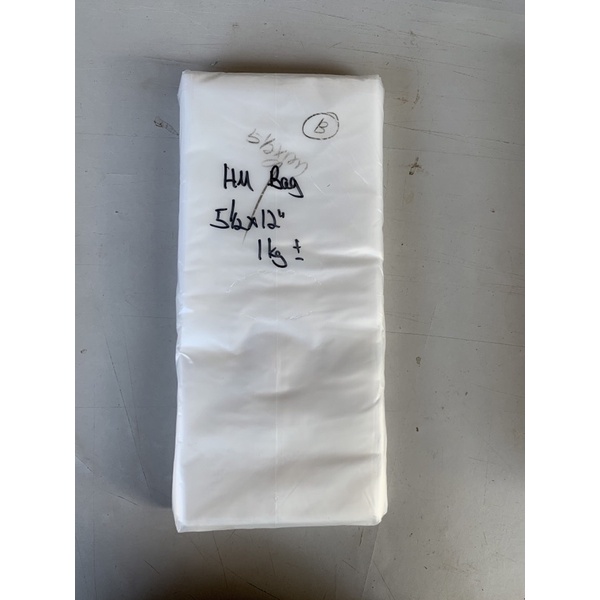 B
HM Bag
5½x12"
1kg ±